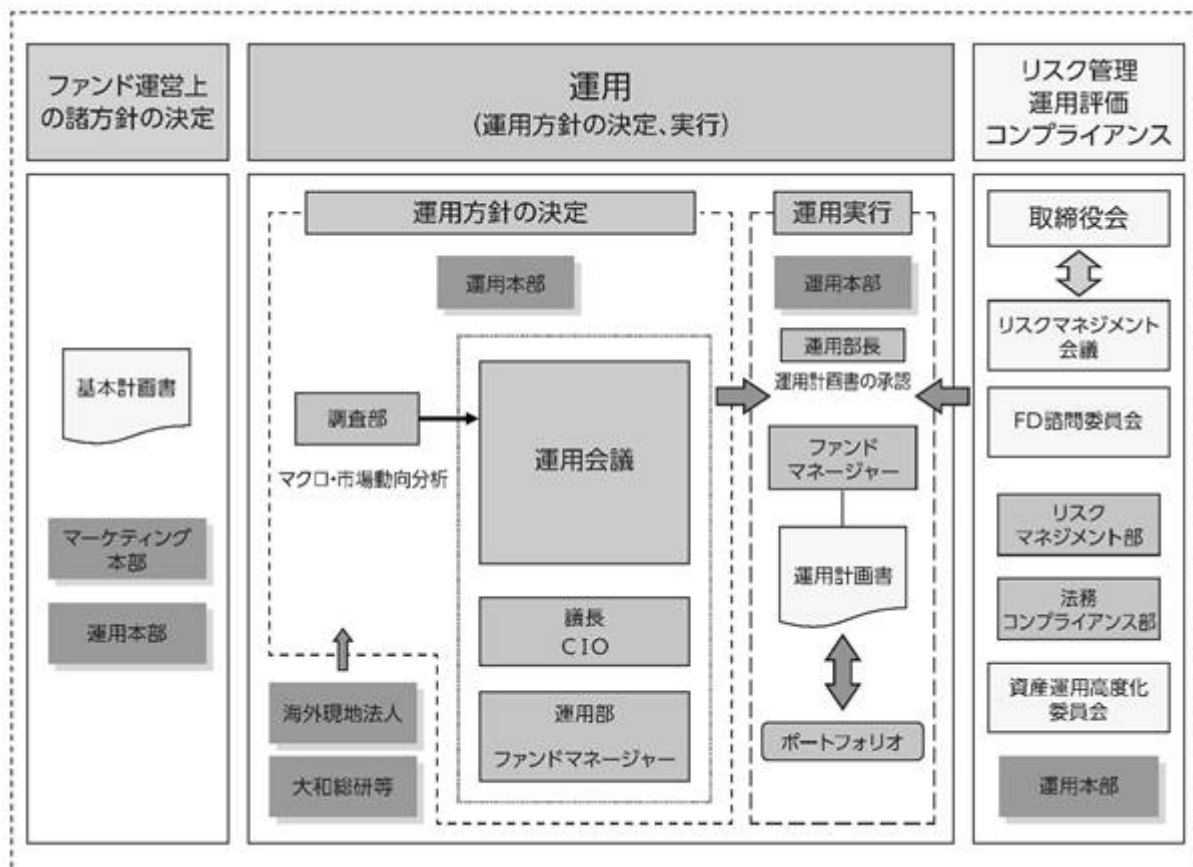 ファンド運営上
の諸方針の決定
運用
(運用方針の決定、実行)
リスク管理
運用評価
コンプライアンス
基本計画書
マーケティング
本部
運用本部
運用方針の決定
運用本部
調査部
マクロ・市場動向分析
運用会議
議長
CIO
運用部
ファンドマネージャー
海外現地法人
大和総研等
運用実行
運用本部
運用部長
運用計画書の承認
ファンド
マネージャー
運用計画書
ポートフォリオ
取締役会
リスクマネジメント
会議
FD諮問委員会
リスク
マネジメント部
法務
コンプライアンス部
資産運用高度化
委員会
運用本部